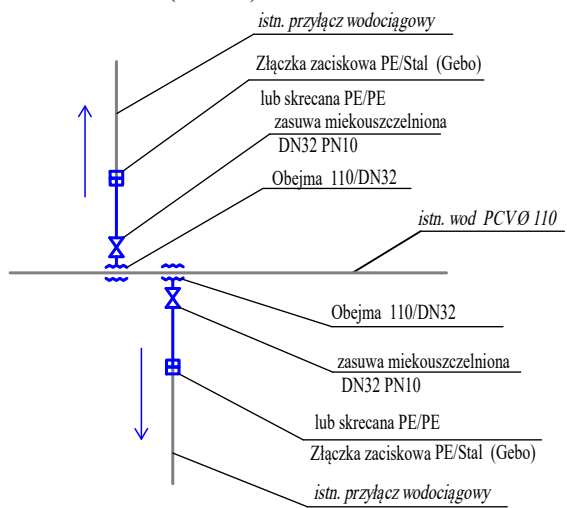 istn. przyłącz wodociągowy
Złączka zaciskowa PE/Stal (Gebo)
lub skrecana PE/PE
zasuwa miekouszczelniona
DN32 PN10
Obejma 110/DN32
istn. wod PCVØ 110
Obejma 110/DN32
zasuwa miekouszczelniona
DN32 PN10
lub skrecana PE/PE
Złączka zaciskowa PE/Stal (Gebo)
istn. przyłącz wodociągowy